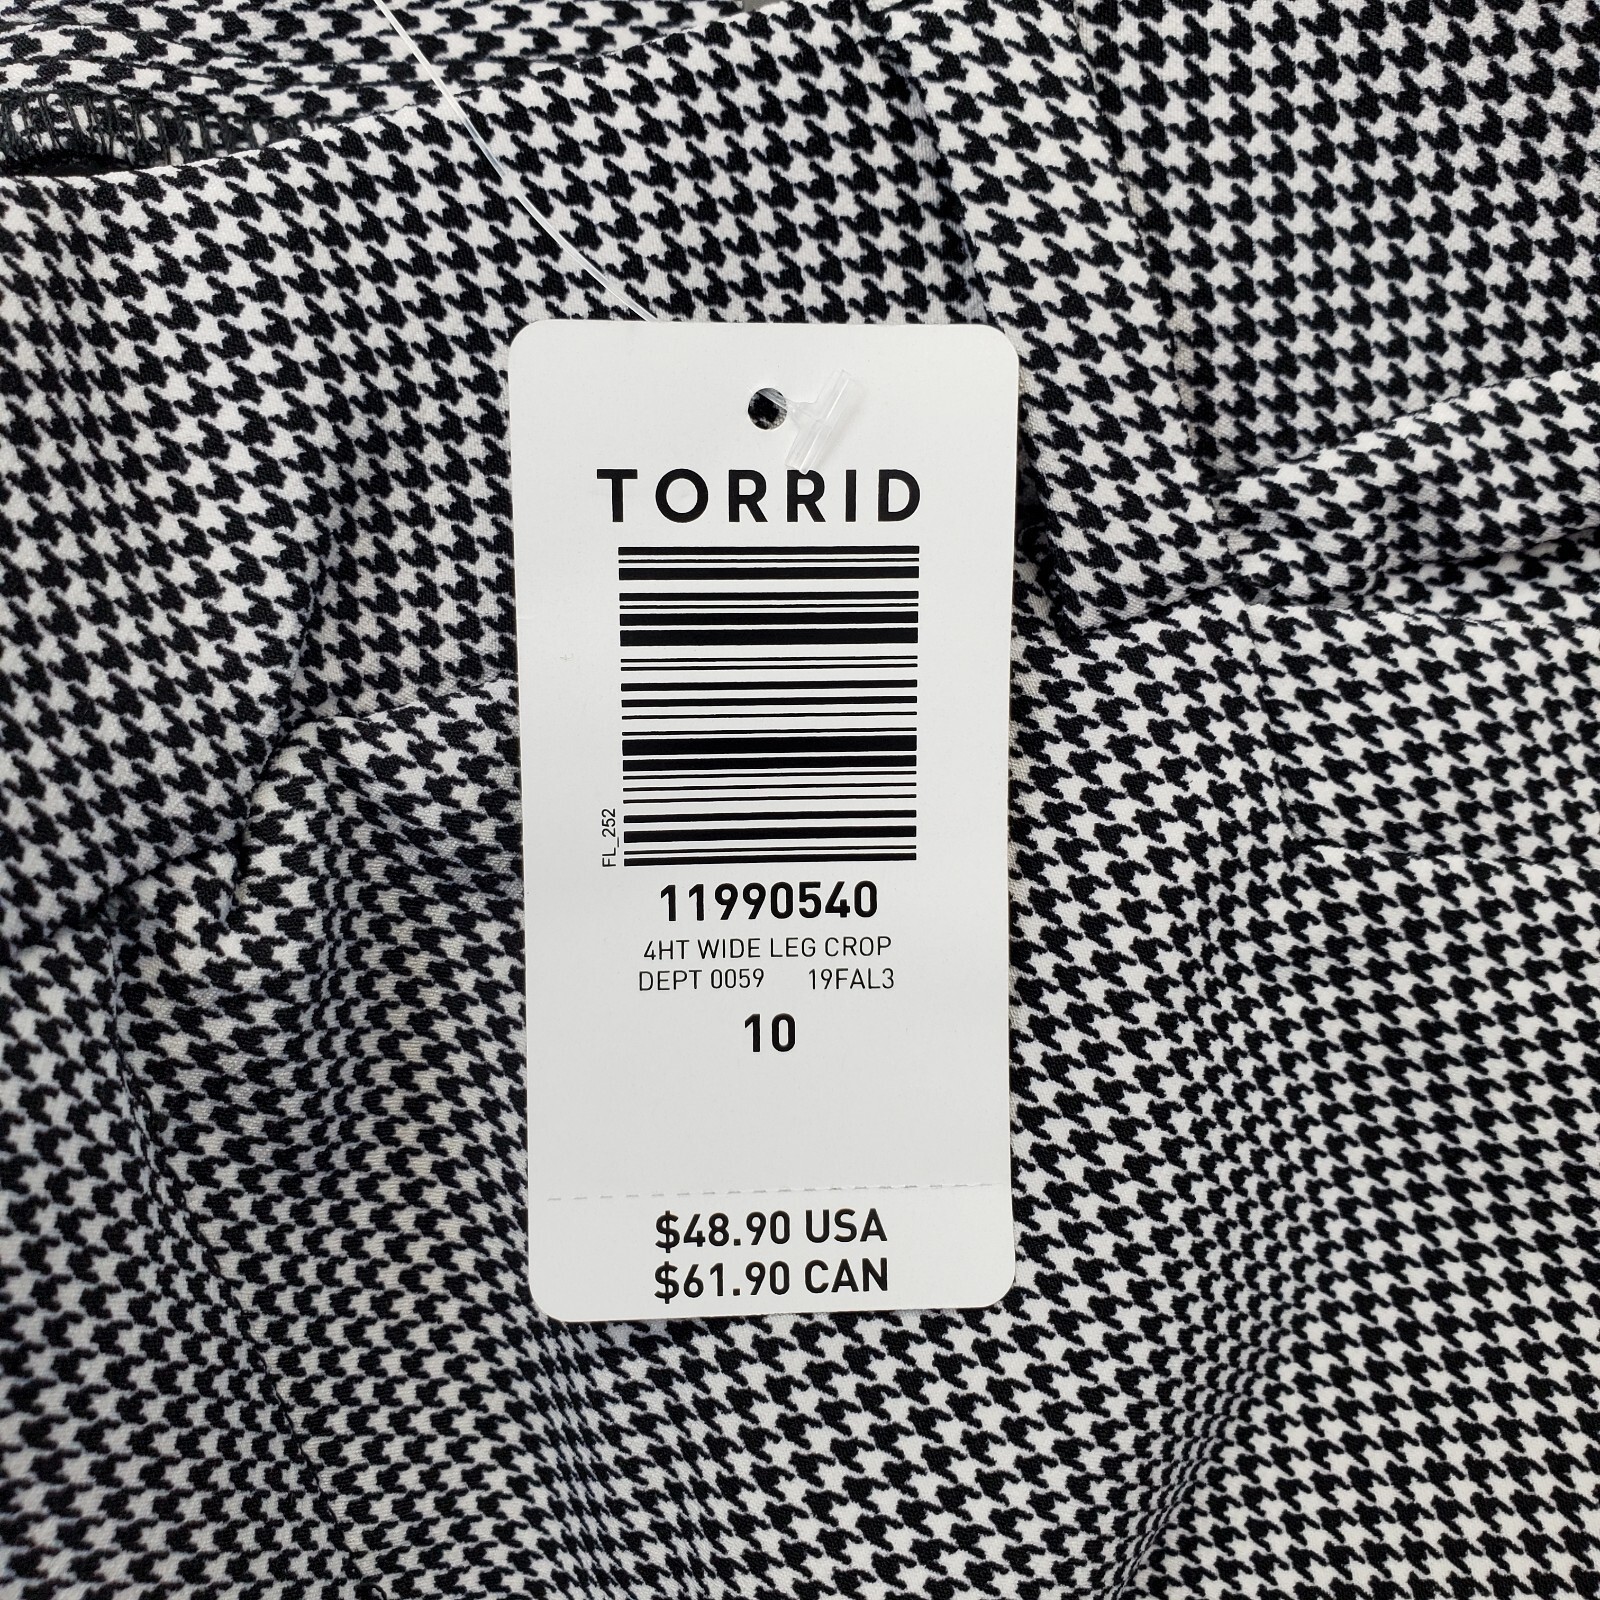 TORRID
FL_252
11990540
4HT WIDE LEG CROP
DEPT 0059 19FAL3
10
$48.90 USA
$61.90 CAN